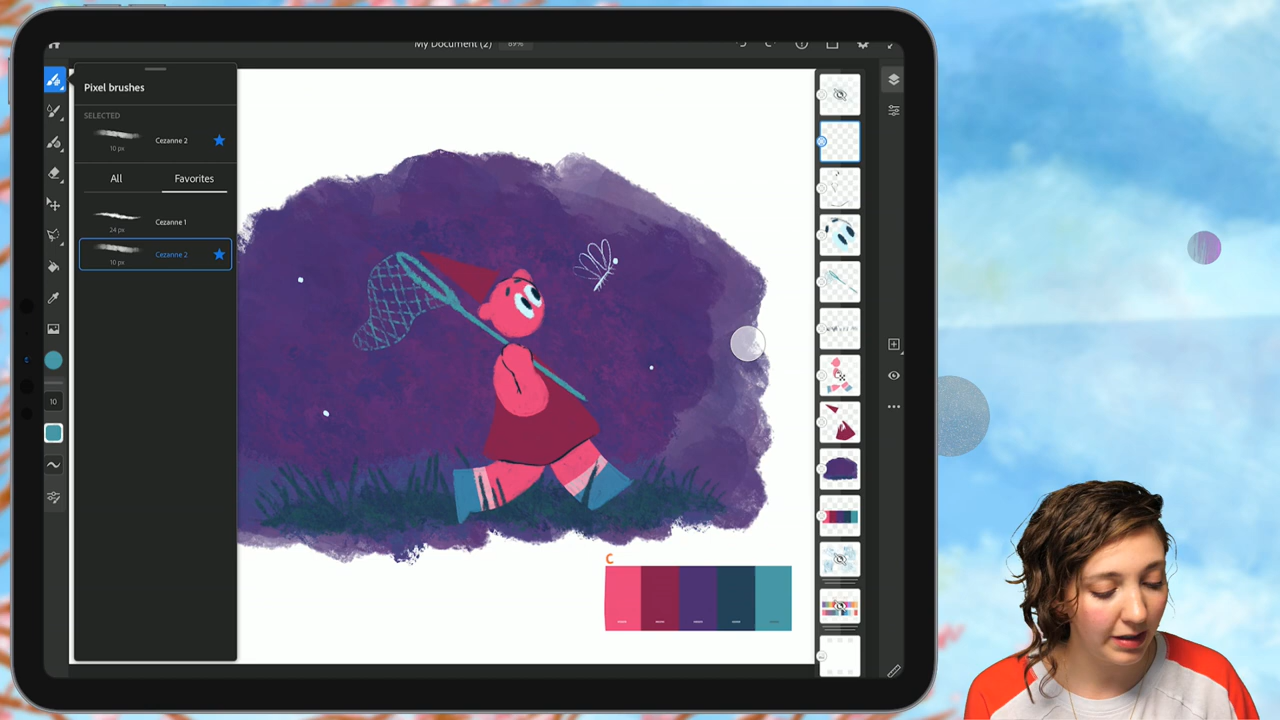 My Document (2) 89%
Pixel brushes
SELECTED
Cezanne 2
10 px
All Favorites
Cezanne 1
24 px
Cezanne 2
10 px
10
C